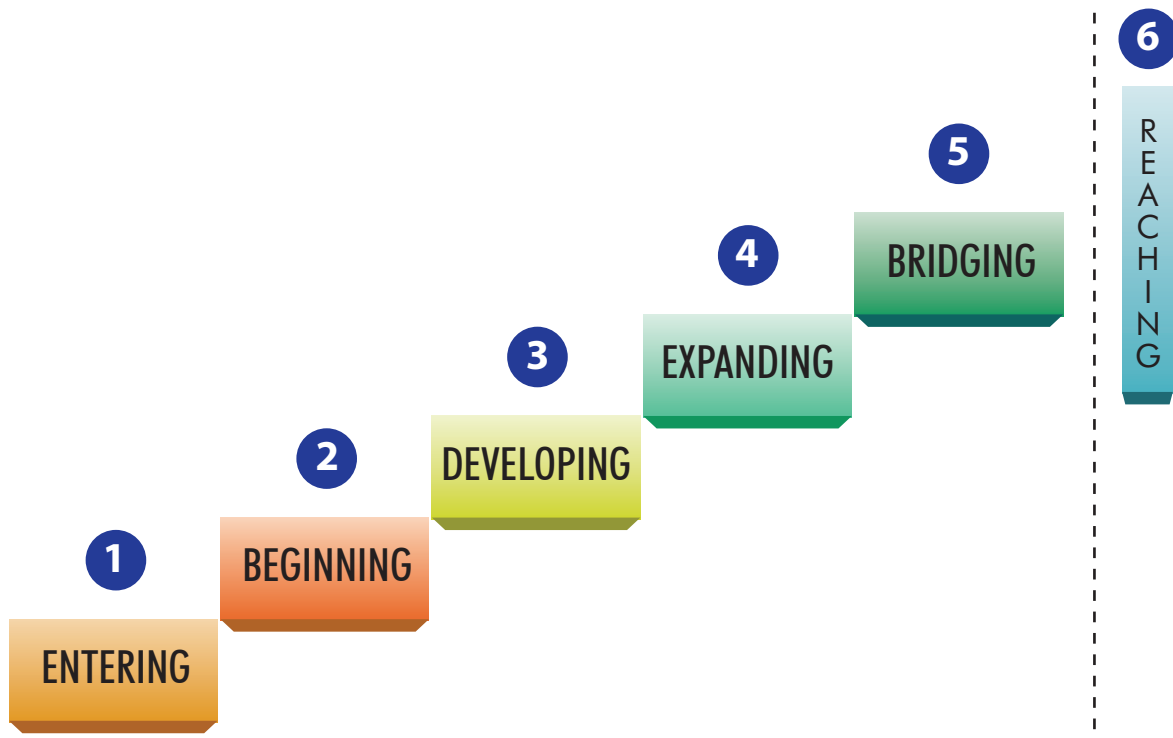 1
ENTERING
2
BEGINNING
3
DEVELOPING
4
EXPANDING
5
BRIDGING
6
REACHING